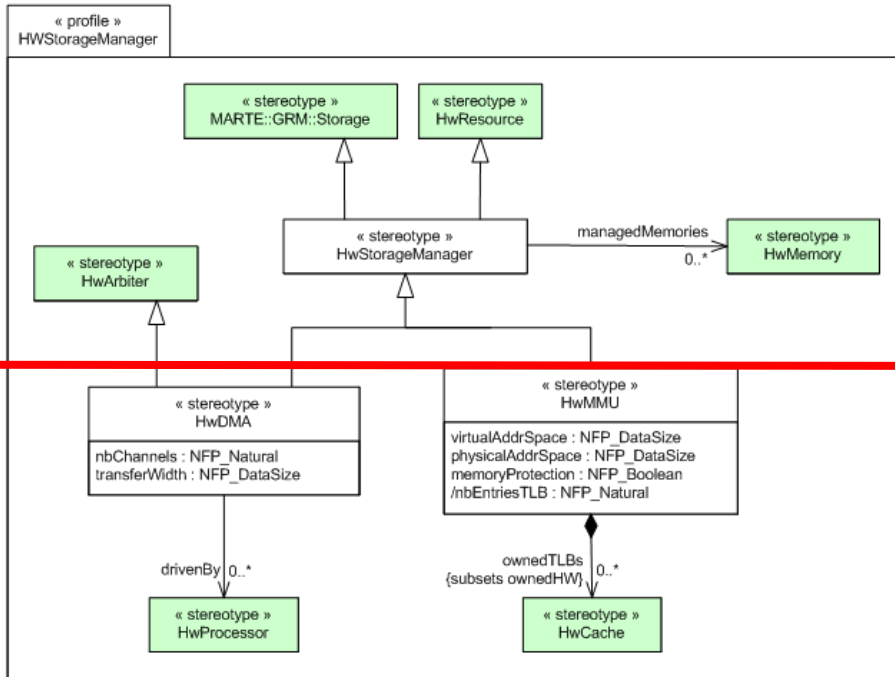 « profile »
HWStorageManager
« stereotype »
MARTE::GRM::Storage
« stereotype »
HwResource
« stereotype »
HwStorageManager
managedMemories
0..*
« stereotype »
HwMemory
« stereotype »
HwArbiter
« stereotype »
HwDMA
nbChannels : NFP_Natural
transferWidth : NFP_DataSize
« stereotype »
HwMMU
virtualAddrSpace : NFP_DataSize
physicalAddrSpace : NFP_DataSize
memoryProtection : NFP_Boolean
/nbEntriesTLB : NFP_Natural
drivenBy
0..*
ownedTLBs
{subsets ownedHW}
0..*
« stereotype »
HwProcessor
« stereotype »
HwCache